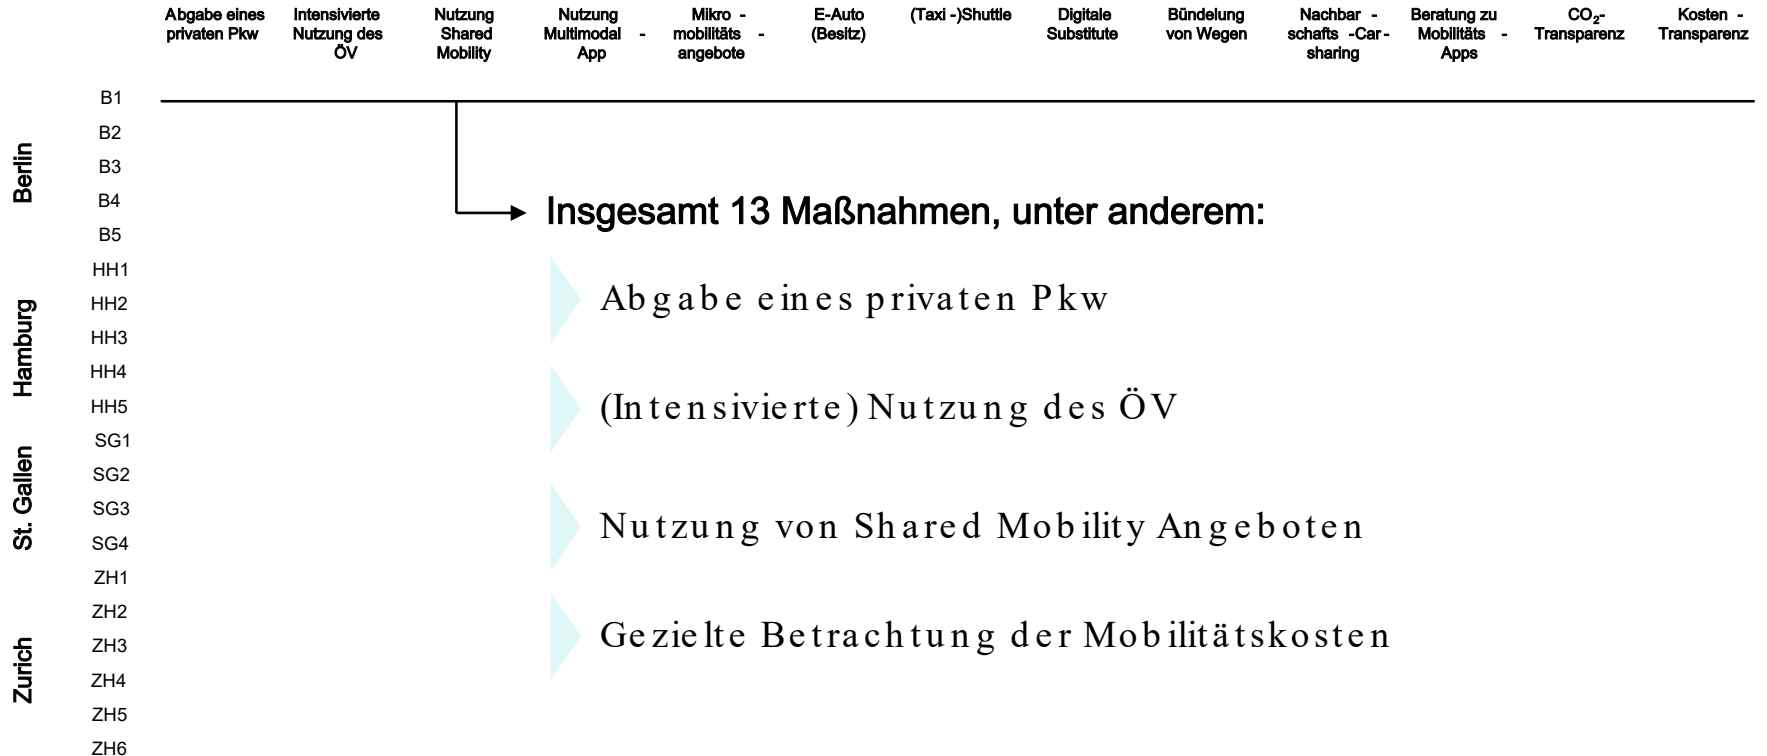 Abgabe eines
privaten Pkw
Intensivierte
Nutzung des
ÖV
Nutzung
Shared
Mobility
Nutzung
Multimodal -
App
Mikro -
mobilitäts -
angebote
E-Auto
(Besitz)
(Taxi -)Shuttle
Digitale
Substitute
Bündelung
von Wegen
Nachbar -
schafts -Car -
sharing
Beratung zu
Mobilitäts -
Apps
CO₂-
Transparenz
Kosten -
Transparenz
Berlin
B1
B2
B3
B4
B5
Hamburg
HH1
HH2
HH3
HH4
HH5
St. Gallen
SG1
SG2
SG3
SG4
Zurich
ZH1
ZH2
ZH3
ZH4
ZH5
ZH6
Insgesamt 13 Maßnahmen, unter anderem:
Abgabe eines privaten Pkw
(Intensivierte) Nutzung des ÖV
Nutzung von Shared Mobility Angeboten
Gezielte Betrachtung der Mobilitätskosten